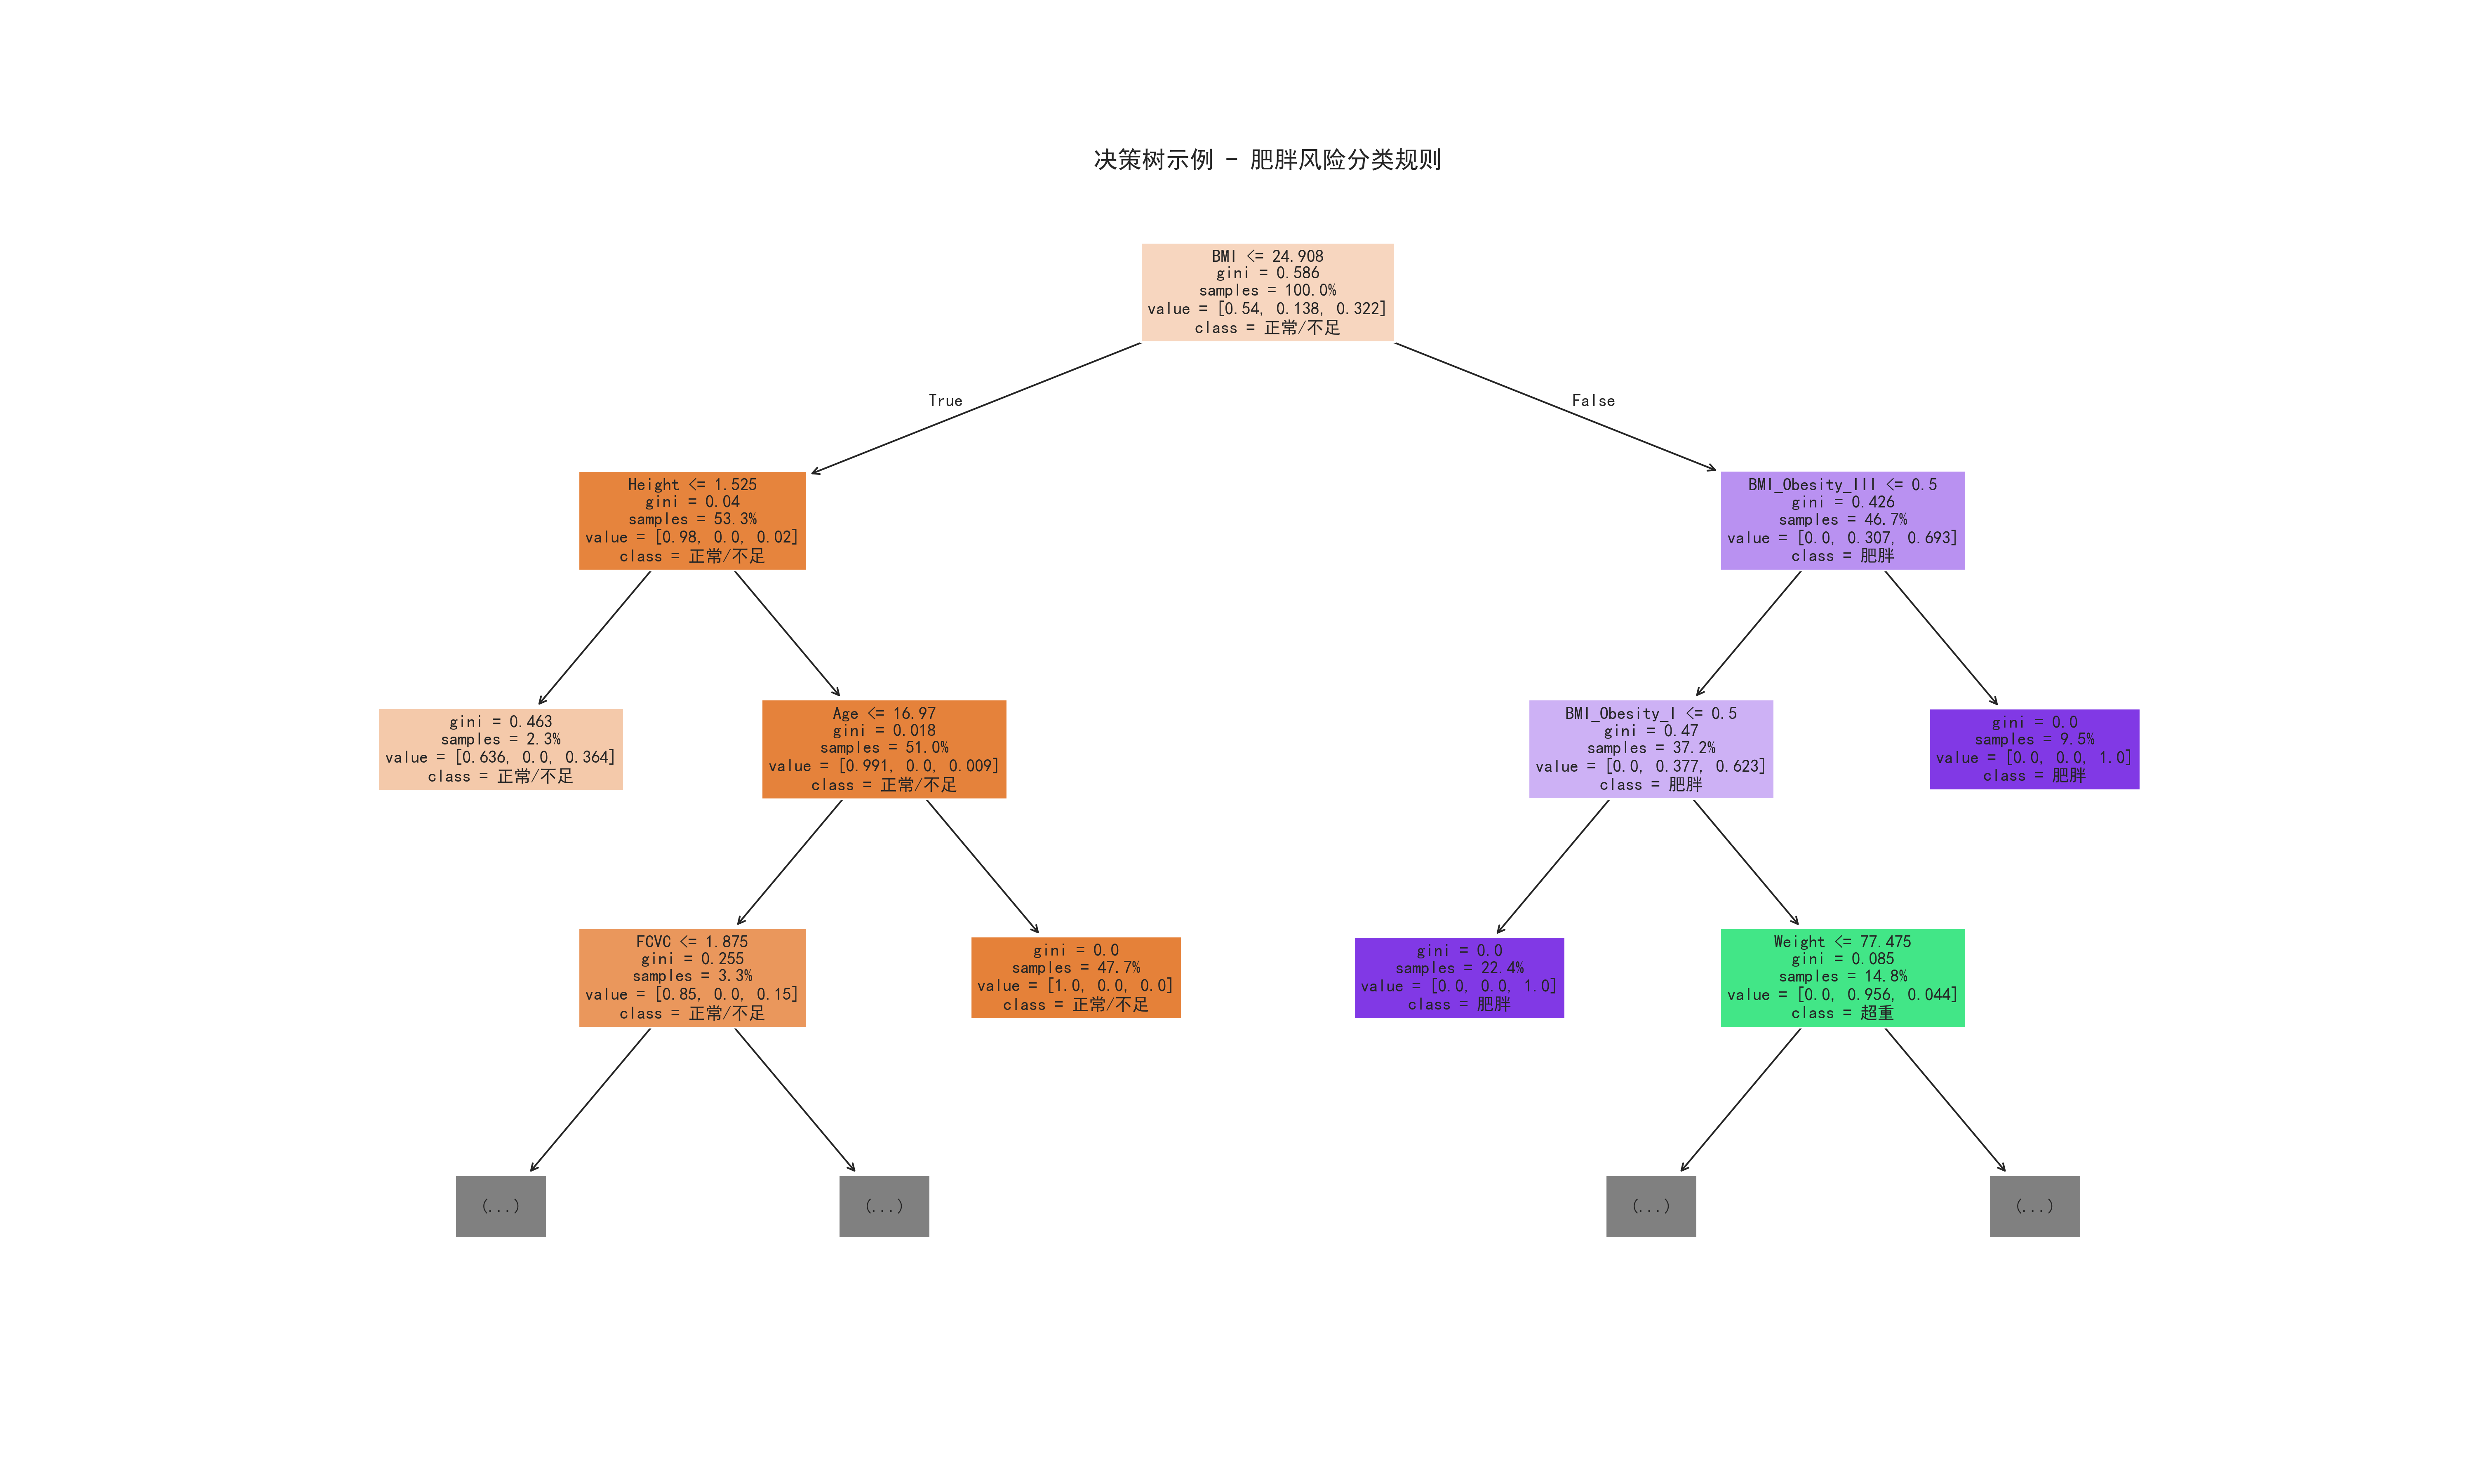 决策树示例 - 肥胖风险分类规则
BMI <= 24.908
gini = 0.586
samples = 100.0%
value = [0.54, 0.138, 0.322]
class = 正常/不足
True
False
Height <= 1.525
gini = 0.04
samples = 53.3%
value = [0.98, 0.0, 0.02]
class = 正常/不足
BMI_Obesity_III <= 0.5
gini = 0.426
samples = 46.7%
value = [0.0, 0.307, 0.693]
class = 肥胖
gini = 0.463
samples = 2.3%
value = [0.636, 0.0, 0.364]
class = 正常/不足
Age <= 16.97
gini = 0.018
samples = 51.0%
value = [0.991, 0.0, 0.009]
class = 正常/不足
BMI_Obesity_I <= 0.5
gini = 0.47
samples = 37.2%
value = [0.0, 0.377, 0.623]
class = 肥胖
gini = 0.0
samples = 9.5%
value = [0.0, 0.0, 1.0]
class = 肥胖
FCVC <= 1.875
gini = 0.255
samples = 3.3%
value = [0.85, 0.0, 0.15]
class = 正常/不足
gini = 0.0
samples = 47.7%
value = [1.0, 0.0, 0.0]
class = 正常/不足
gini = 0.0
samples = 22.4%
value = [0.0, 0.0, 1.0]
class = 肥胖
Weight <= 77.475
gini = 0.085
samples = 14.8%
value = [0.0, 0.956, 0.044]
class = 超重
(...)
(...)
(...)
(...)